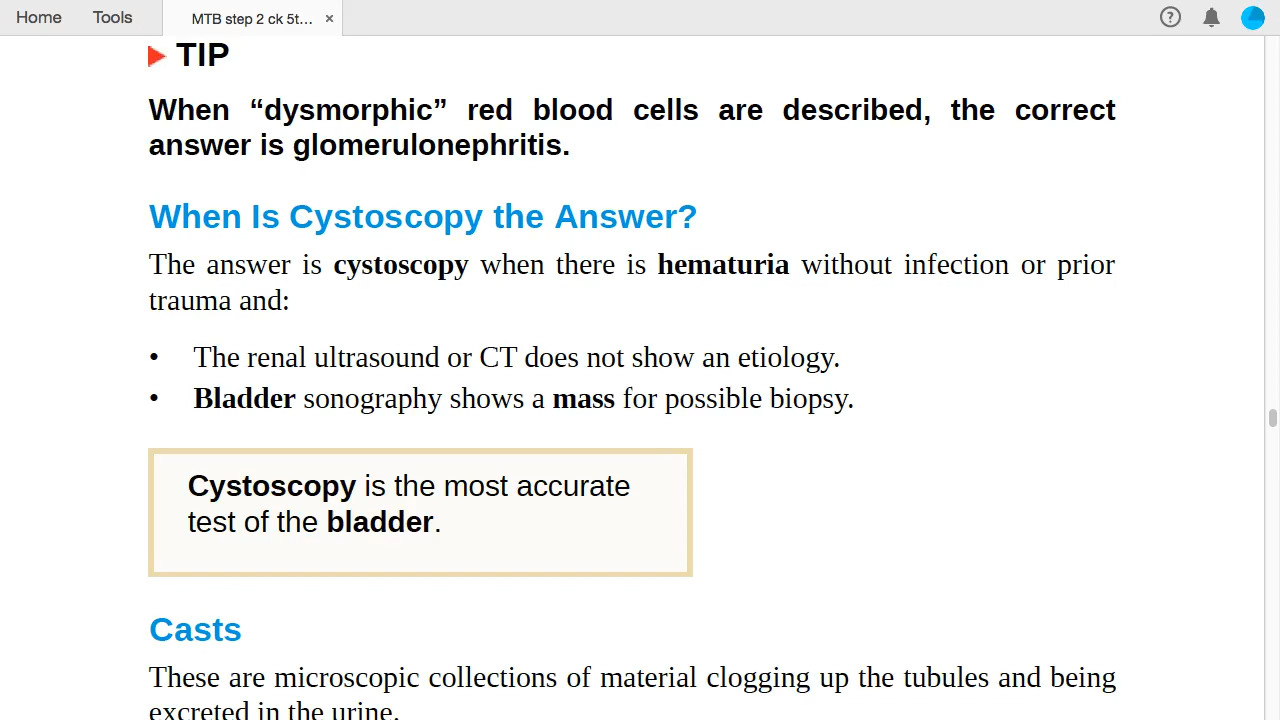 Home Tools MTB step 2 ck 5t... ×
TIP
When “dysmorphic” red blood cells are described, the correct
answer is glomerulonephritis.
When Is Cystoscopy the Answer?
The answer is cystoscopy when there is hematuria without infection or prior
trauma and:
• The renal ultrasound or CT does not show an etiology.
• Bladder sonography shows a mass for possible biopsy.
Cystoscopy is the most accurate
test of the bladder.
Casts
These are microscopic collections of material clogging up the tubules and being
excreted in the urine.